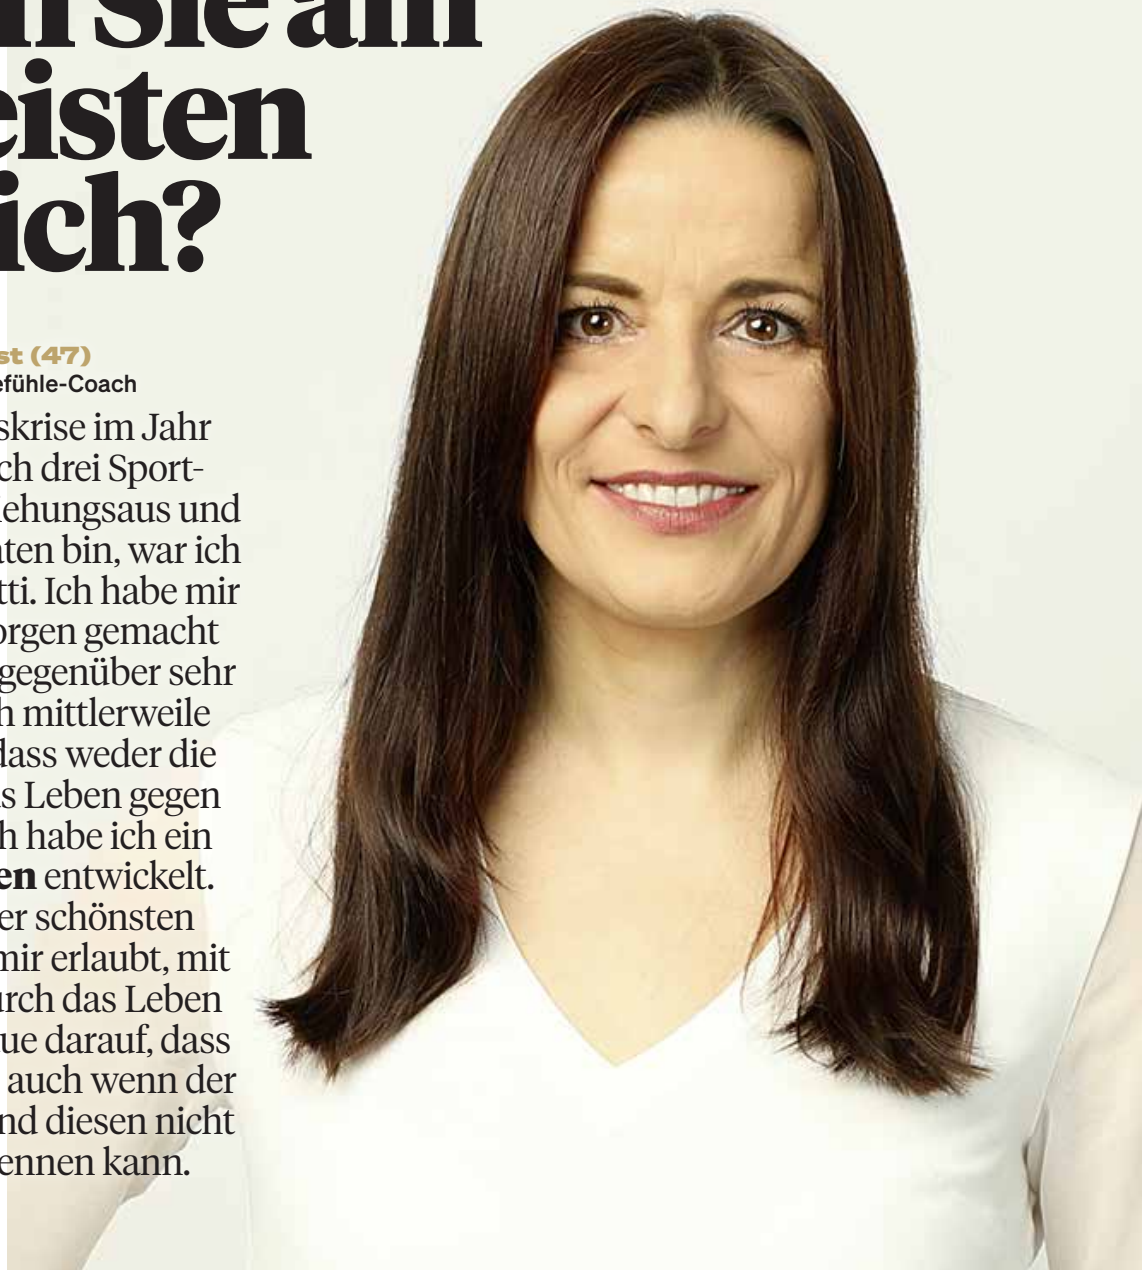 n Sie am
eisten
ich?
st (47)
efühle-Coach
skrise im Jahr
ch drei Sport-
iehungsaus und
aten bin, war ich
tti. Ich habe mir
orgen gemacht
gegenüber sehr
h mittlerweile
dass weder die
s Leben gegen
h habe ich ein
en entwickelt.
er schönsten
mir erlaubt, mit
urch das Leben
ue darauf, dass
auch wenn der
nd diesen nicht
ennen kann.